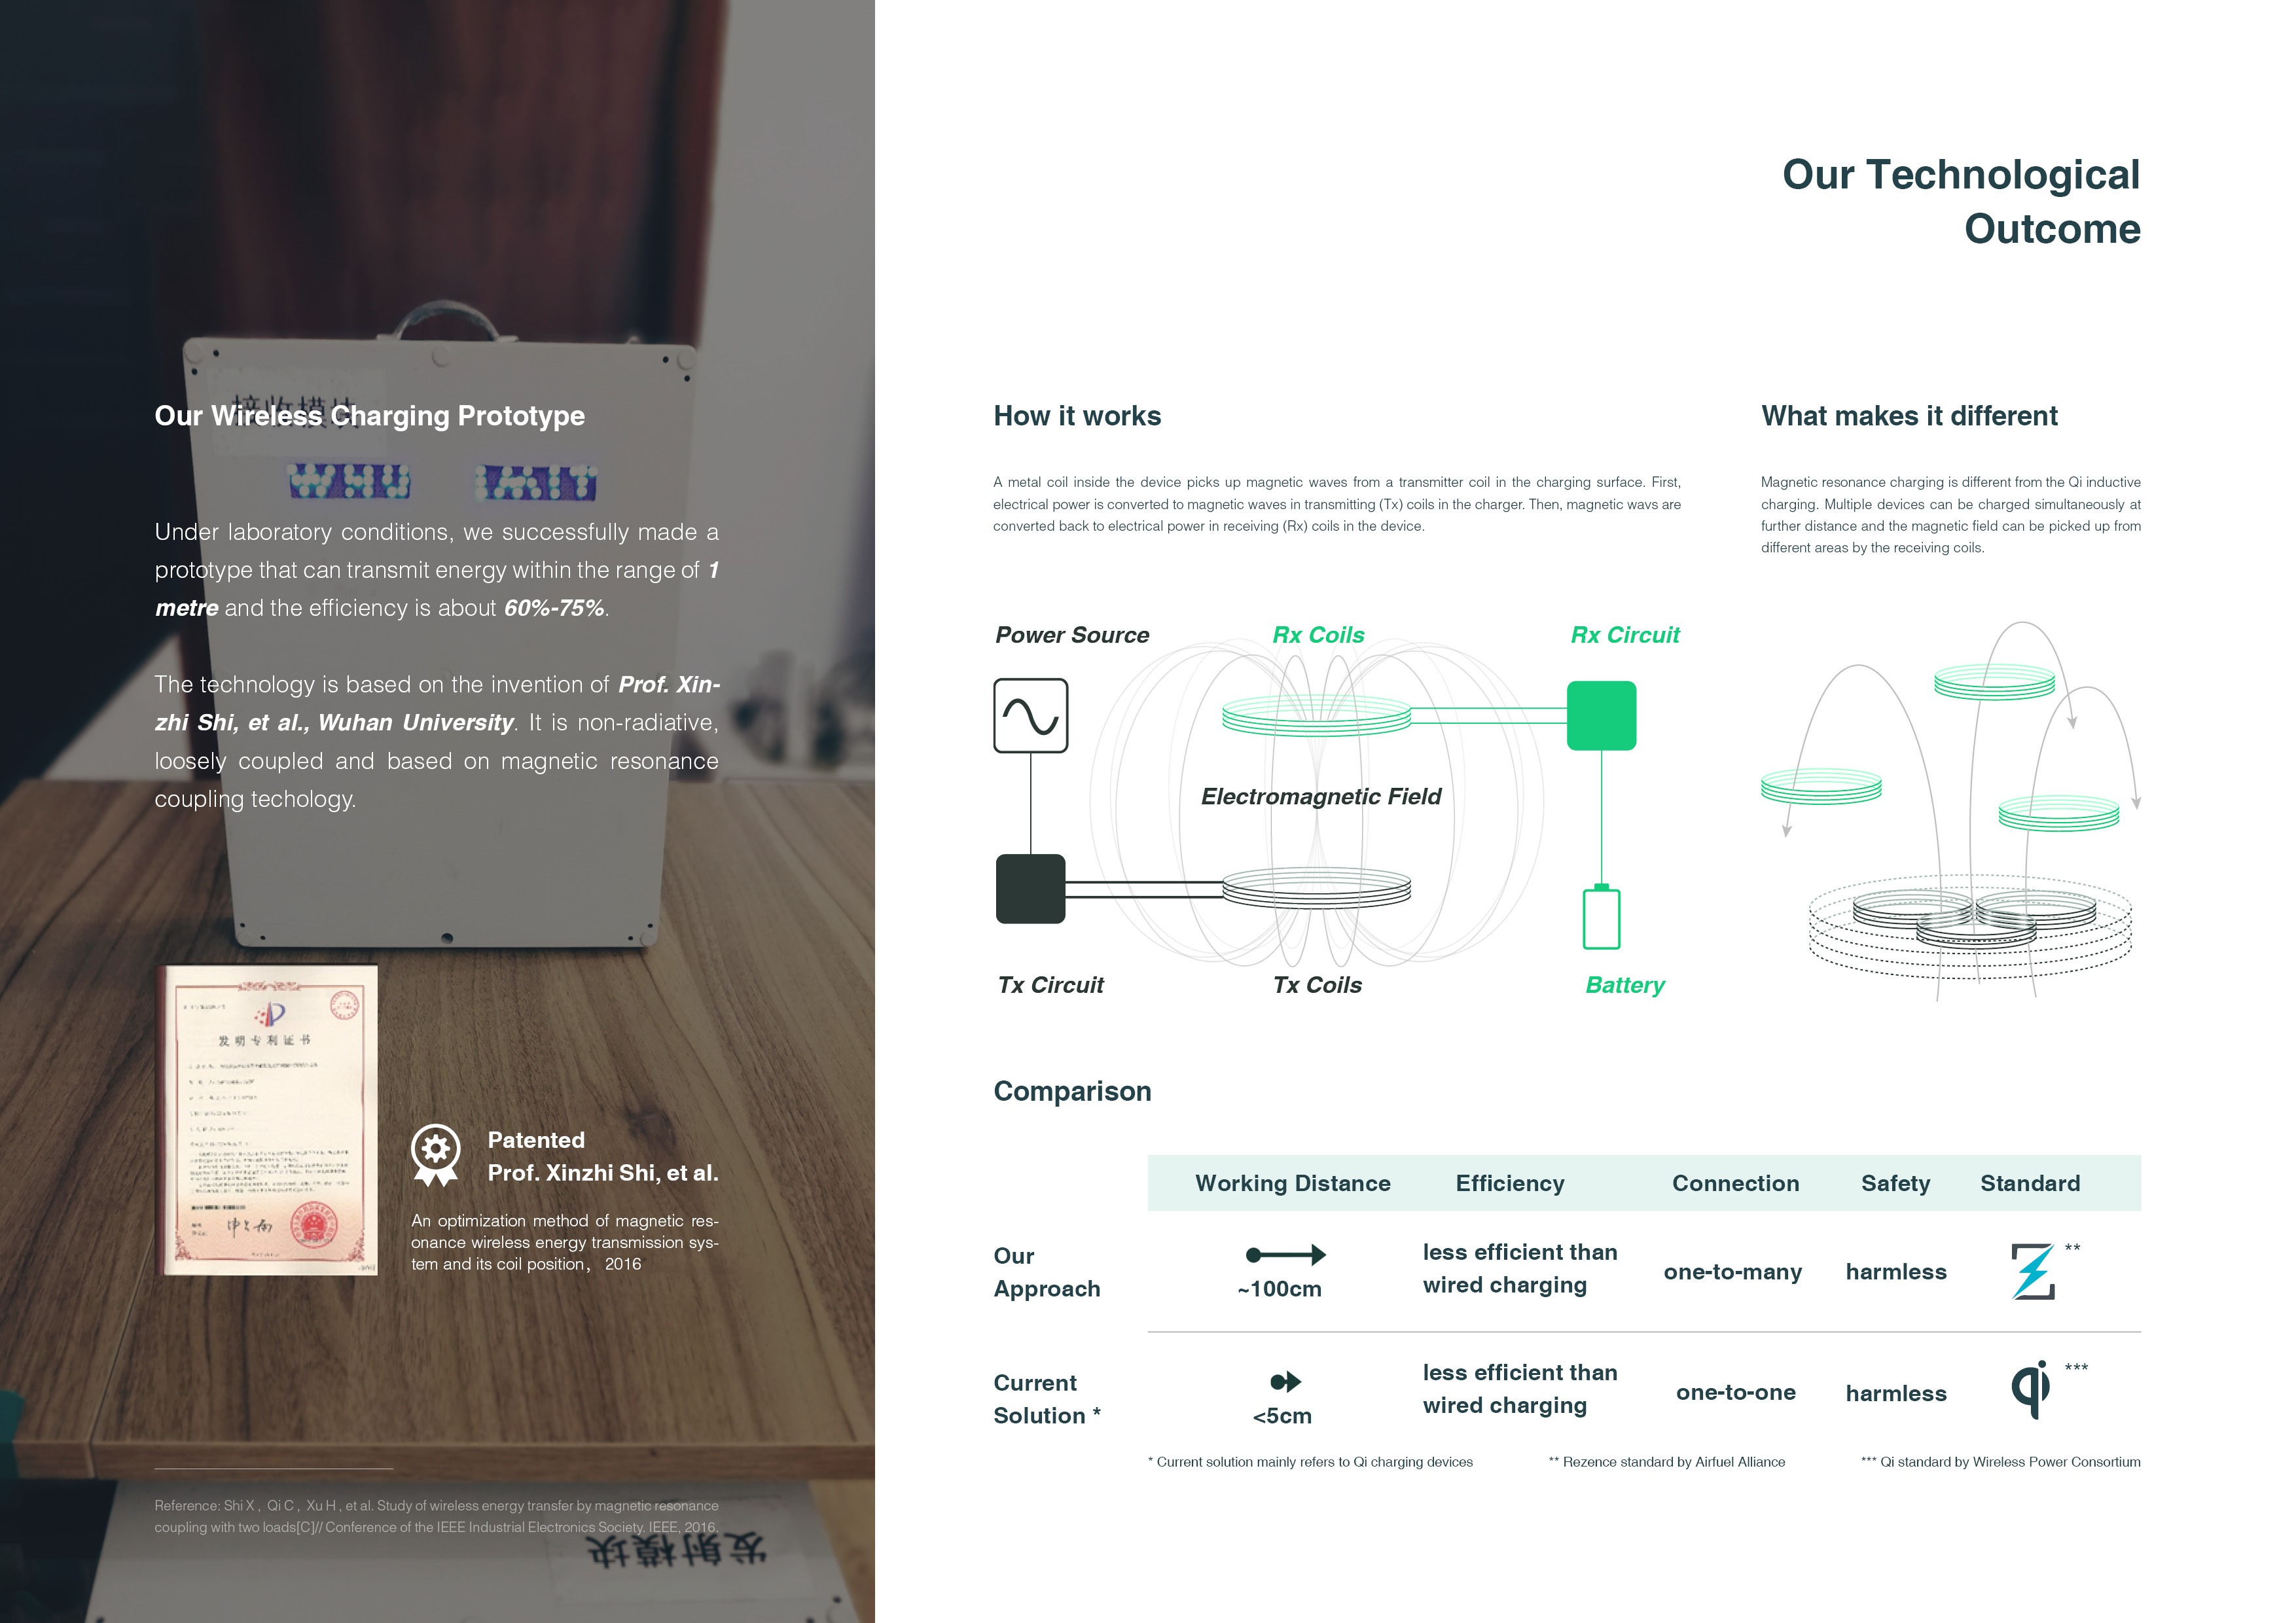 Our Technological
Outcome
接收模块
Our Wireless Charging Prototype
WHU
Under laboratory conditions, we successfully made a
prototype that can transmit energy within the range of 1
metre and the efficiency is about 60%-75%.
The technology is based on the invention of Prof. Xin-
zhi Shi, et al., Wuhan University. It is non-radiative,
loosely coupled and based on magnetic resonance
coupling techology.
发明专利证书
Patented
Prof. Xinzhi Shi, et al.
An optimization method of magnetic res-
onance wireless energy transmission sys-
tem and its coil position， 2016
Reference: Shi X , Qi C , Xu H , et al. Study of wireless energy transfer by magnetic resonance
coupling with two loads[C]// Conference of the IEEE Industrial Electronics Society. IEEE, 2016.
发射模块
How it works
A metal coil inside the device picks up magnetic waves from a transmitter coil in the charging surface. First,
electrical power is converted to magnetic waves in transmitting (Tx) coils in the charger. Then, magnetic wavs are
converted back to electrical power in receiving (Rx) coils in the device.
Power Source
Rx Coils
Rx Circuit
Electromagnetic Field
Tx Circuit
Tx Coils
Battery
What makes it different
Magnetic resonance charging is different from the Qi inductive
charging. Multiple devices can be charged simultaneously at
further distance and the magnetic field can be picked up from
different areas by the receiving coils.
Comparison
Working Distance Efficiency Connection Safety Standard
Our
Approach
~100cm
less efficient than
wired charging
one-to-many
harmless
**
Current
Solution *
<5cm
less efficient than
wired charging
one-to-one
harmless
qi ***
* Current solution mainly refers to Qi charging devices
** Rezence standard by Airfuel Alliance
*** Qi standard by Wireless Power Consortium